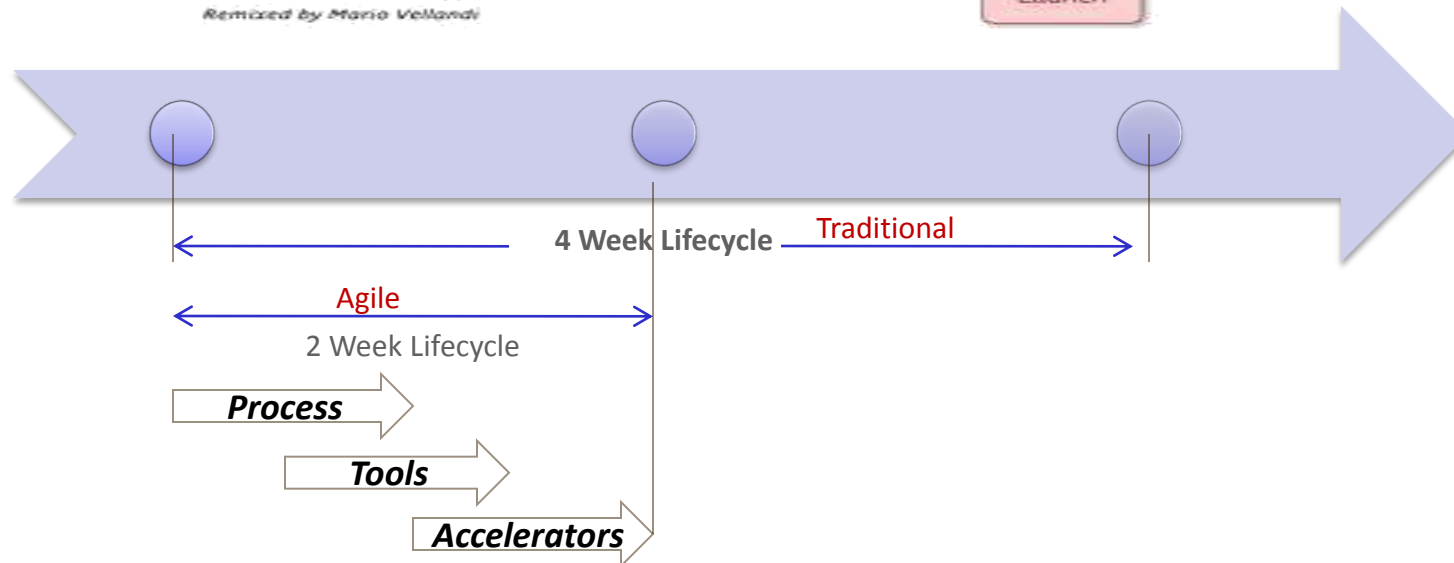 Remixed by Mario Vellandi
4 Week Lifecycle
Traditional
Agile
2 Week Lifecycle
Process
Tools
Accelerators